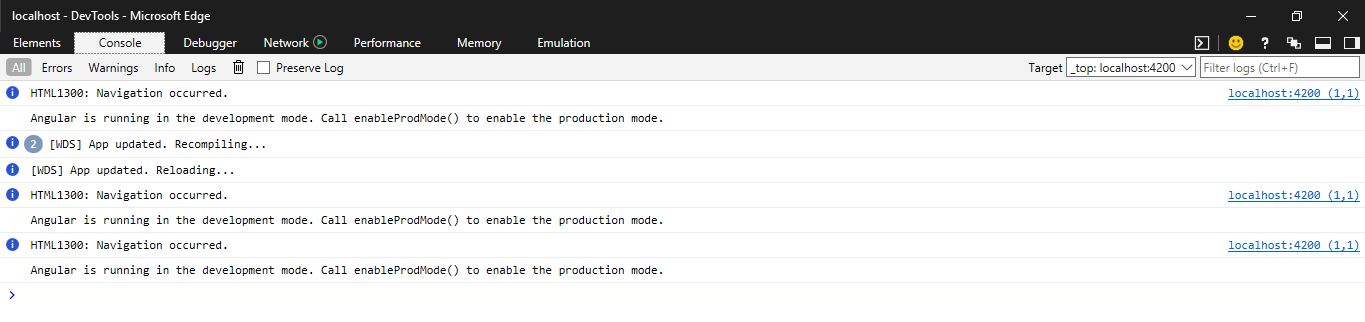 localhost - DevTools - Microsoft Edge
Elements Console Debugger Network Performance Memory Emulation ?
All Errors Warnings Info Logs Preserve Log Target _top: localhost:4200 Filter logs (Ctrl+F)
HTML1300: Navigation occurred. localhost:4200 (1,1)
Angular is running in the development mode. Call enableProdMode() to enable the production mode.
2 [WDS] App updated. Recompiling...
[WDS] App updated. Reloading...
HTML1300: Navigation occurred. localhost:4200 (1,1)
Angular is running in the development mode. Call enableProdMode() to enable the production mode.
HTML1300: Navigation occurred. localhost:4200 (1,1)
Angular is running in the development mode. Call enableProdMode() to enable the production mode.
>